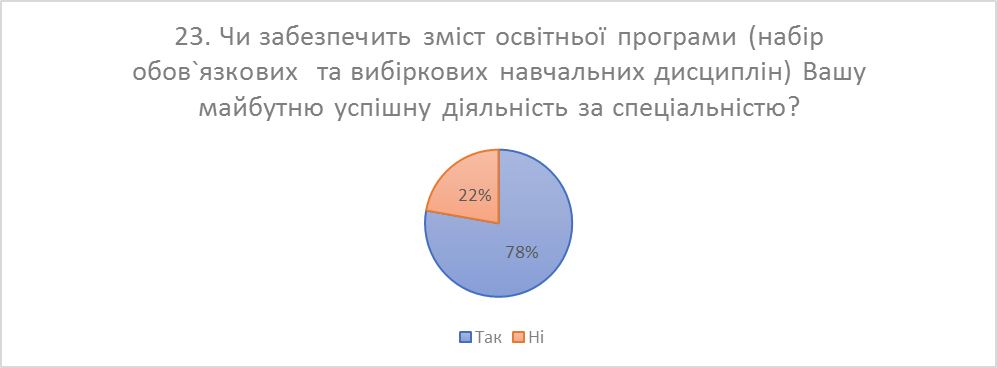 23. Чи забезпечить зміст освітньої програми (набір
обов`язкових та вибіркових навчальних дисциплін) Вашу
майбутню успішну діяльність за спеціальністю?
22%
78%
Так Ні